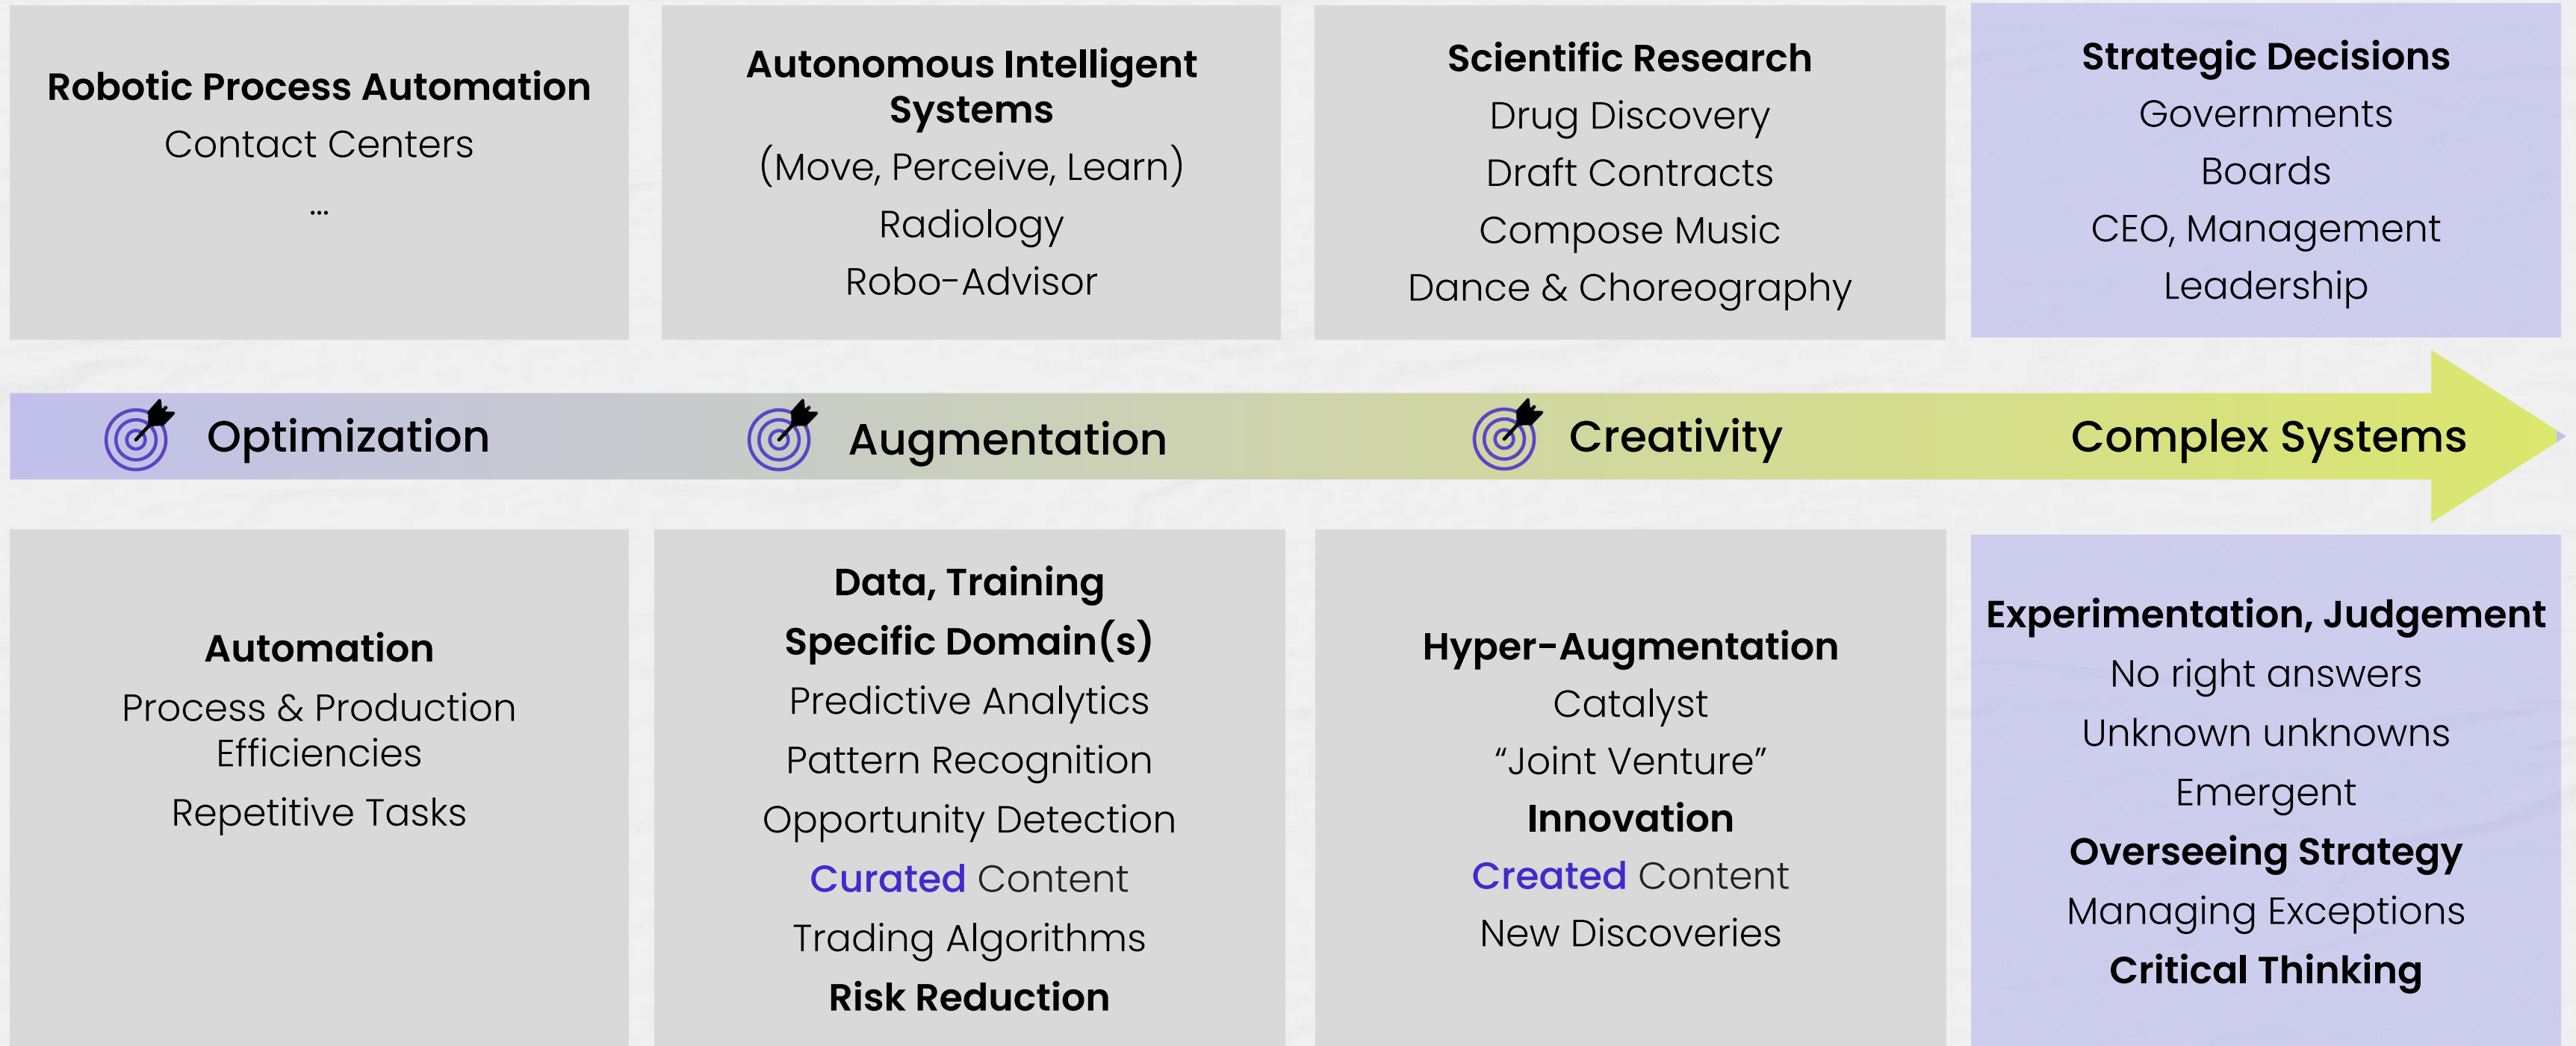 Robotic Process Automation
Contact Centers
...
Autonomous Intelligent
Systems
(Move, Perceive, Learn)
Radiology
Robo-Advisor
Scientific Research
Drug Discovery
Draft Contracts
Compose Music
Dance & Choreography
Strategic Decisions
Governments
Boards
CEO, Management
Leadership
Optimization
Augmentation
Creativity
Complex Systems
Automation
Process & Production
Efficiencies
Repetitive Tasks
Data, Training
Specific Domain(s)
Predictive Analytics
Pattern Recognition
Opportunity Detection
Curated Content
Trading Algorithms
Risk Reduction
Hyper-Augmentation
Catalyst
“Joint Venture”
Innovation
Created Content
New Discoveries
Experimentation, Judgement
No right answers
Unknown unknowns
Emergent
Overseeing Strategy
Managing Exceptions
Critical Thinking